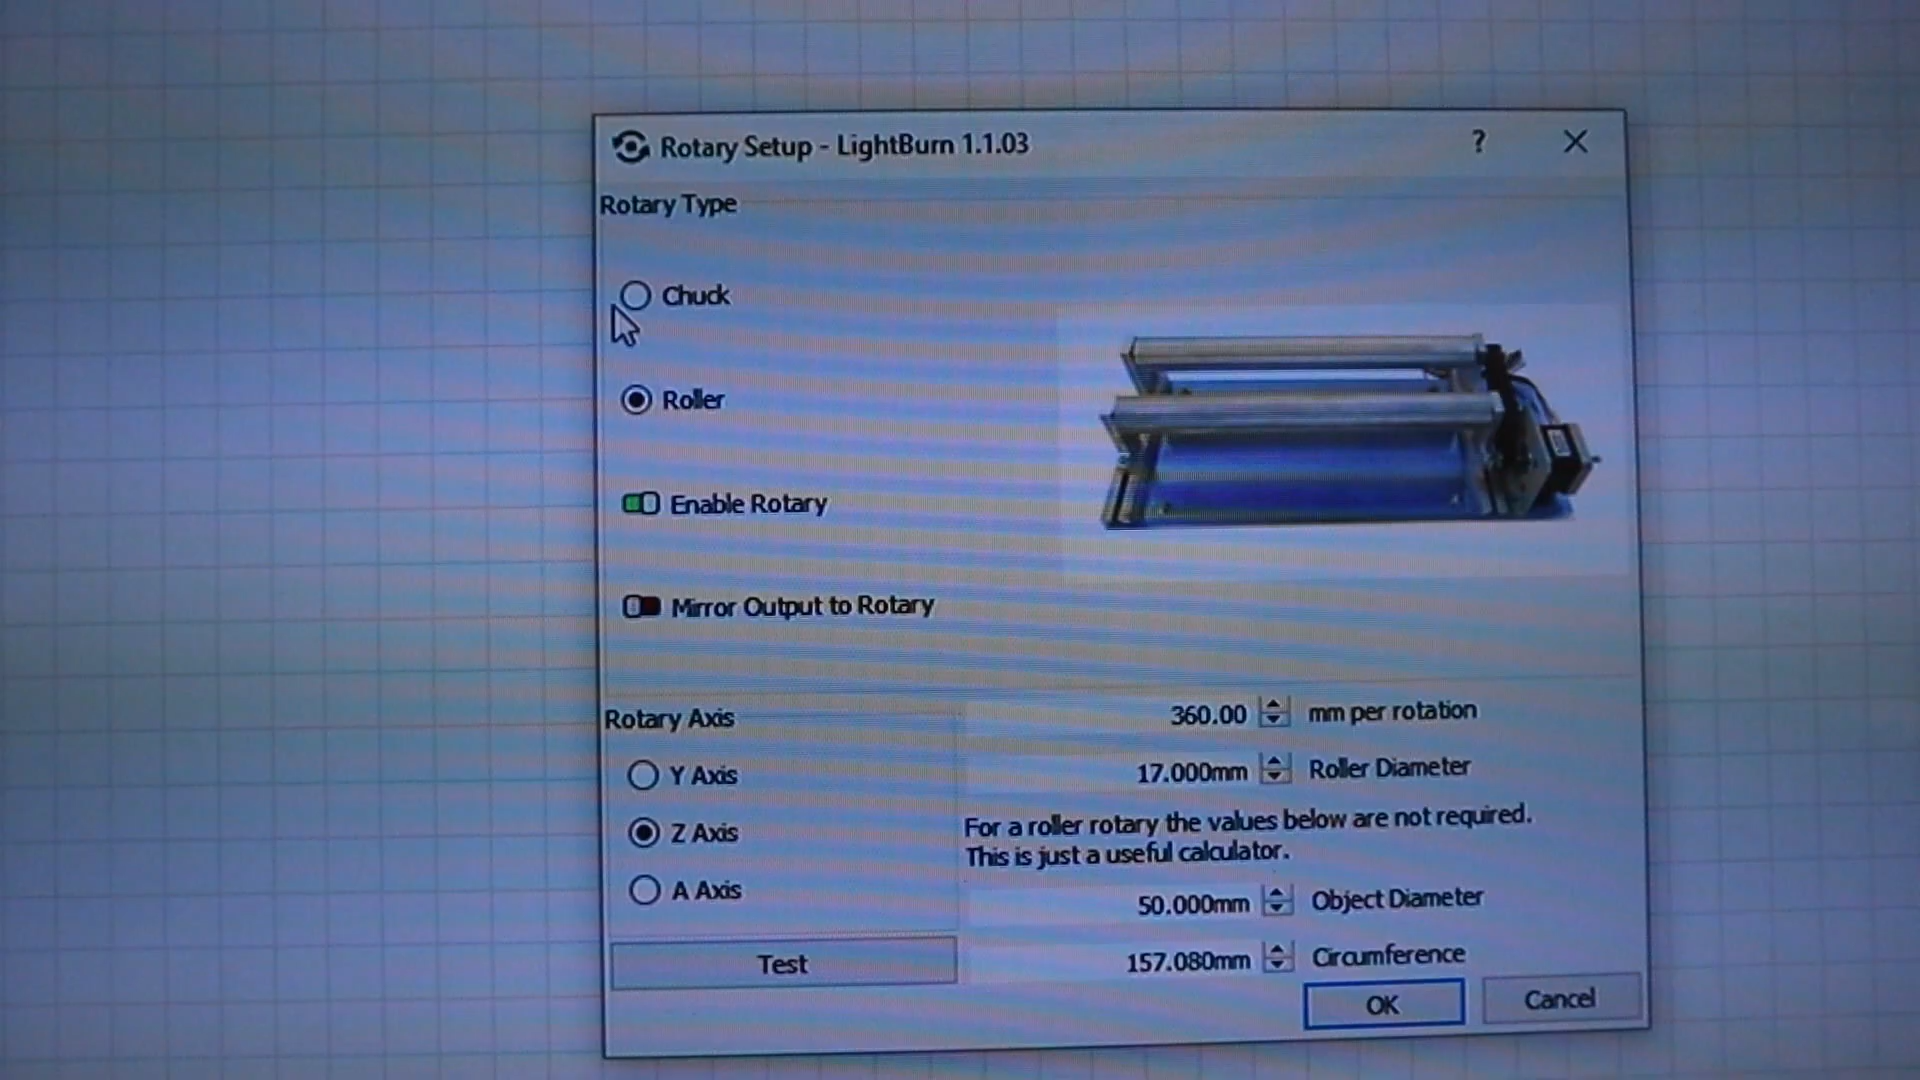 Rotary Setup - LightBurn 1.1.03 ? X
Rotary Type
Chuck
Roller
Enable Rotary
Mirror Output to Rotary
Rotary Axis
Y Axis
Z Axis
A Axis
Test
360.00 mm per rotation
17.000mm Roller Diameter
For a roller rotary the values below are not required.
This is just a useful calculator.
50.000mm Object Diameter
157.080mm Circumference
OK Cancel